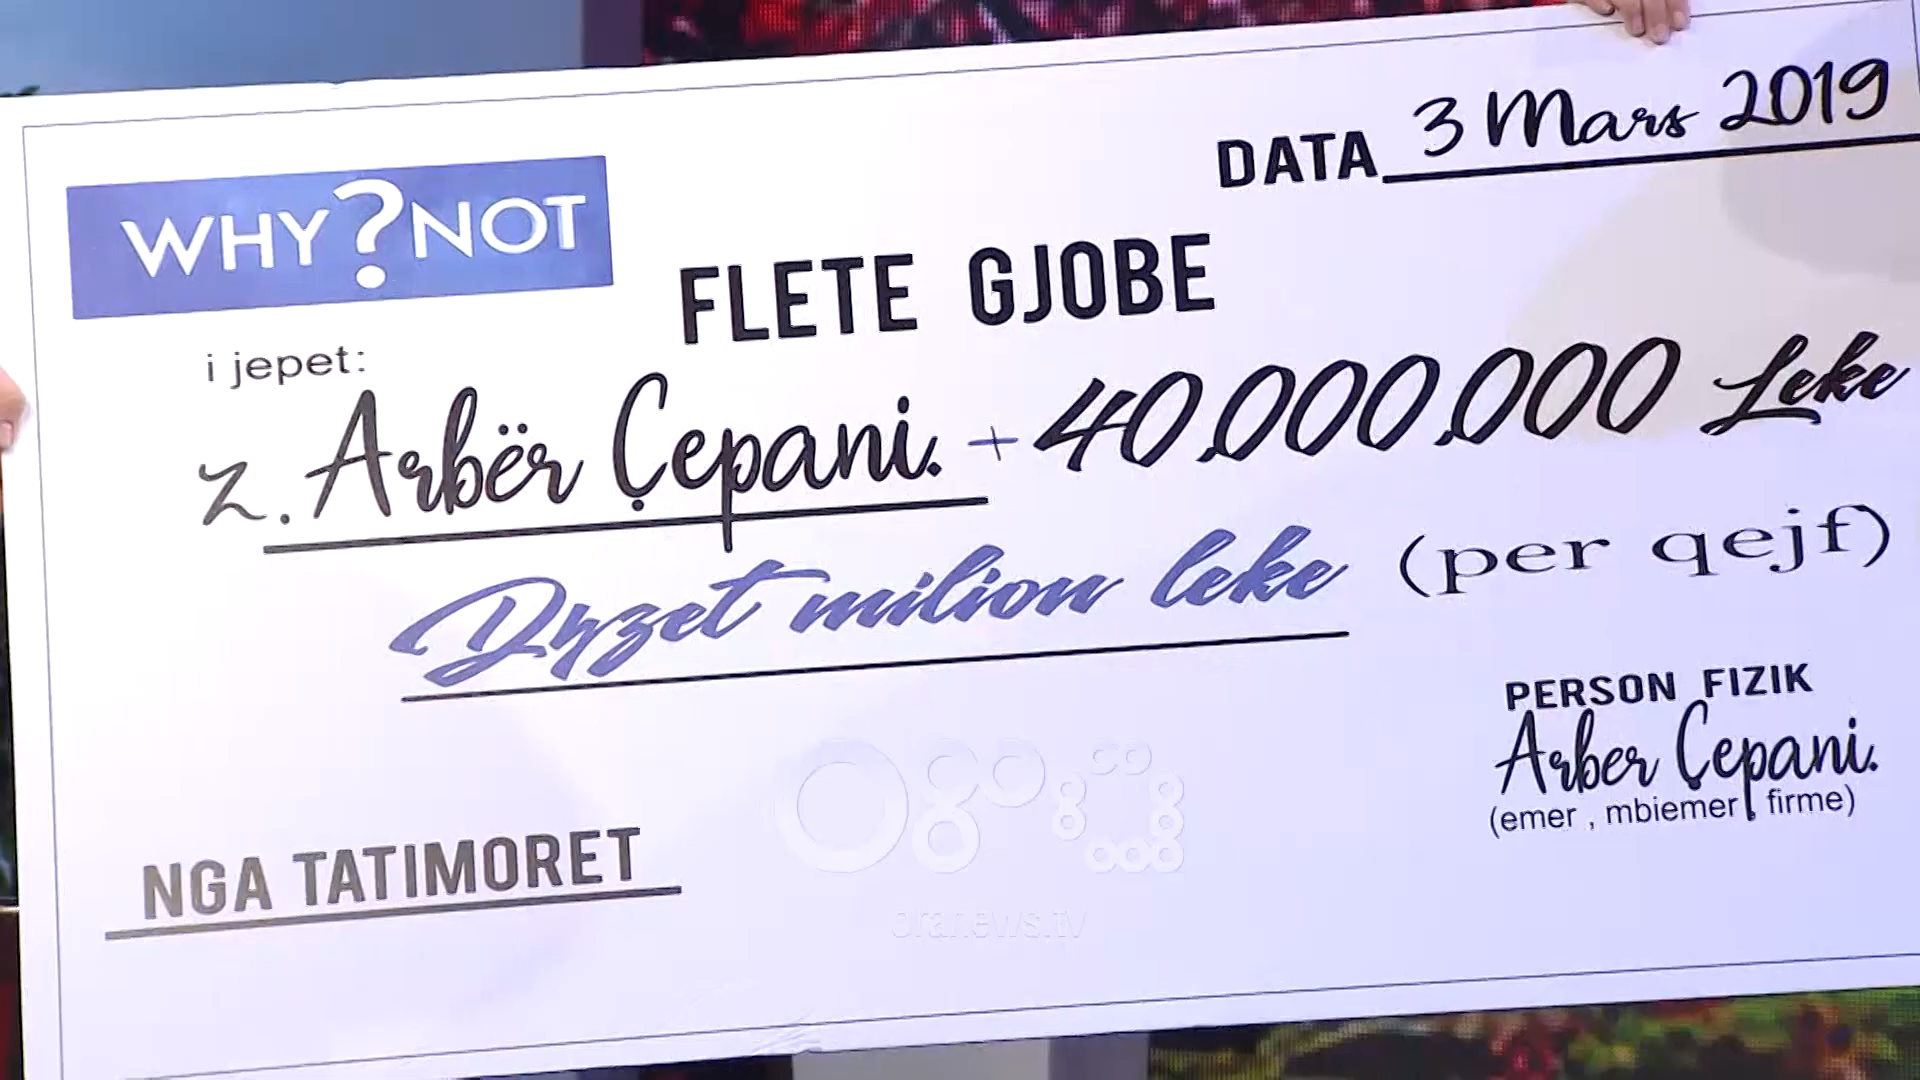 DATA 3 Mars 2019
WHY?NOT
FLETE GJOBE
i jepet:
z. Arbër Çepani. + 40.000.000 Leke
Dyzet milion leke (per qejf)
PERSON FIZIK
Arber Çepani.
(emer , mbiemer , firme)
NGA TATIMORET
oranews.tv